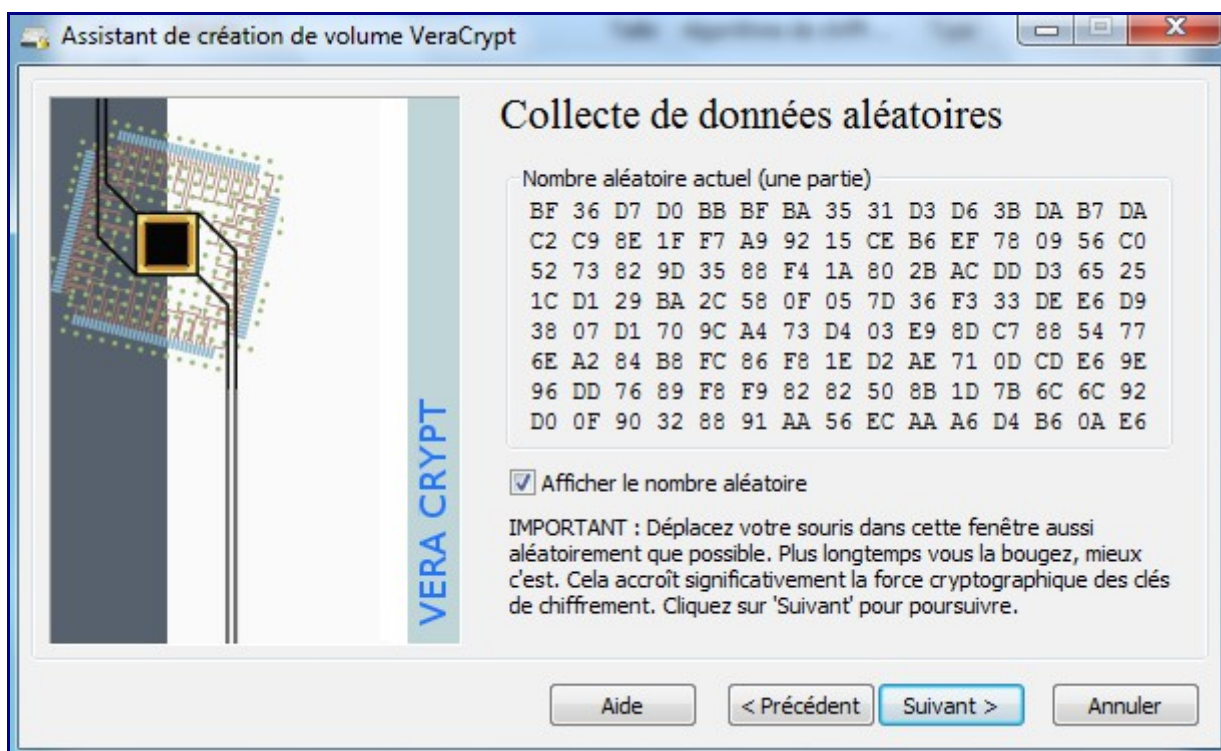 Assistant de création de volume VeraCrypt
VERA CRYPT
Collecte de données aléatoires
Nombre aléatoire actuel (une partie)
BF 36 D7 D0 BB BF BA 35 31 D3 D6 3B DA B7 DA
C2 C9 8E 1F F7 A9 92 15 CE B6 EF 78 09 56 C0
52 73 82 9D 35 88 F4 1A 80 2B AC DD D3 65 25
1C D1 29 BA 2C 58 0F 05 7D 36 F3 33 DE E6 D9
38 07 D1 70 9C A4 73 D4 03 E9 8D C7 88 54 77
6E A2 84 B8 FC 86 F8 1E D2 AE 71 0D CD E6 9E
96 DD 76 89 F8 F9 82 82 50 8B 1D 7B 6C 6C 92
D0 0F 90 32 88 91 AA 56 EC AA A6 D4 B6 0A E6
Afficher le nombre aléatoire
IMPORTANT : Déplacez votre souris dans cette fenêtre aussi
aléatoirement que possible. Plus longtemps vous la bougez, mieux
c'est. Cela accroît significativement la force cryptographique des clés
de chiffrement. Cliquez sur 'Suivant' pour poursuivre.
Aide < Précédent Suivant > Annuler